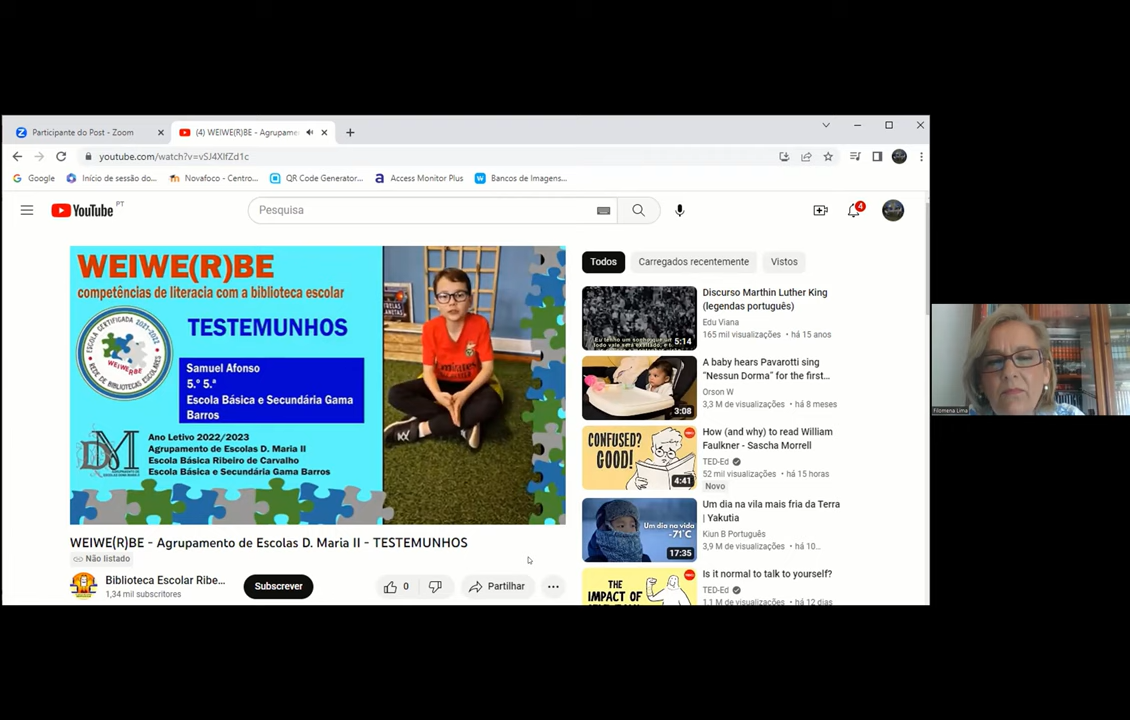 Participante do Post - Zoom
(4) WEIWE(R)BE - Agrupame
youtube.com/watch?v=vSJ4XlfZd1c
Google
Início de sessão do...
Novafoco - Centro...
QR Code Generator...
Access Monitor Plus
Bancos de Imagens...
YouTube PT
Pesquisa
4
WEIWE(R)BE
competências de literacia com a biblioteca escolar
TESTEMUNHOS
ESCOLA CERTIFICADA 2021-2022
WEIWERBE
REDE DE BIBLIOTECAS ESCOLARES
Samuel Afonso
5.º 5.ª
Escola Básica e Secundária Gama
Barros
DM
Ano Letivo 2022/2023
Agrupamento de Escolas D. Maria II
Escola Básica Ribeiro de Carvalho
Escola Básica e Secundária Gama Barros
WEIWE(R)BE - Agrupamento de Escolas D. Maria II - TESTEMUNHOS
Não listado
Biblioteca Escolar Ribe...
1,34 mil subscritores
Subscrever
0
Partilhar
Todos
Carregados recentemente
Vistos
5:14
Discurso Marthin Luther King
(legendas português)
Edu Viana
165 mil visualizações • há 15 anos
3:08
A baby hears Pavarotti sing
"Nessun Dorma" for the first...
Orson W
3,3 M de visualizações • há 8 meses
CONFUSED?
GOOD!
4:41
How (and why) to read William
Faulkner - Sascha Morrell
TED-Ed
52 mil visualizações • há 15 horas
Novo
Um dia na vida
-71°C
17:35
Um dia na vila mais fria da Terra
| Yakutia
Kiun B Português
3,9 M de visualizações • há 10...
THE
IMPACT OF
Is it normal to talk to yourself?
TED-Ed
1,1 M de visualizações • há 12 dias
Filomena Lima